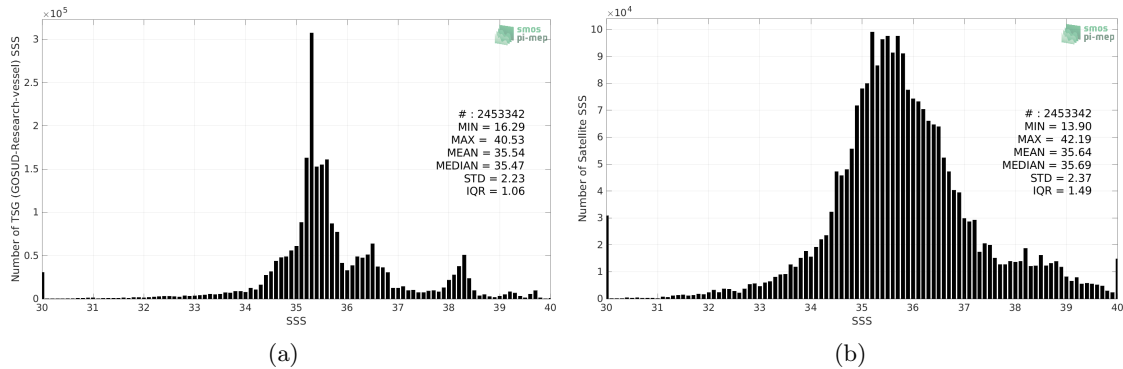 ×10⁵
3
2.5
2
1.5
1
0.5
0
Number of TSG (GOSUD-Research-vessel) SSS
30 31 32 33 34 35 36 37 38 39 40
SSS
smos
pi-mep
# : 2453342
MIN = 16.29
MAX = 40.53
MEAN = 35.54
MEDIAN = 35.47
STD = 2.23
IQR = 1.06
(a)
×10⁴
10
9
8
7
6
5
4
3
2
1
0
Number of Satellite SSS
30 31 32 33 34 35 36 37 38 39 40
SSS
smos
pi-mep
# : 2453342
MIN = 13.90
MAX = 42.19
MEAN = 35.64
MEDIAN = 35.69
STD = 2.37
IQR = 1.49
(b)